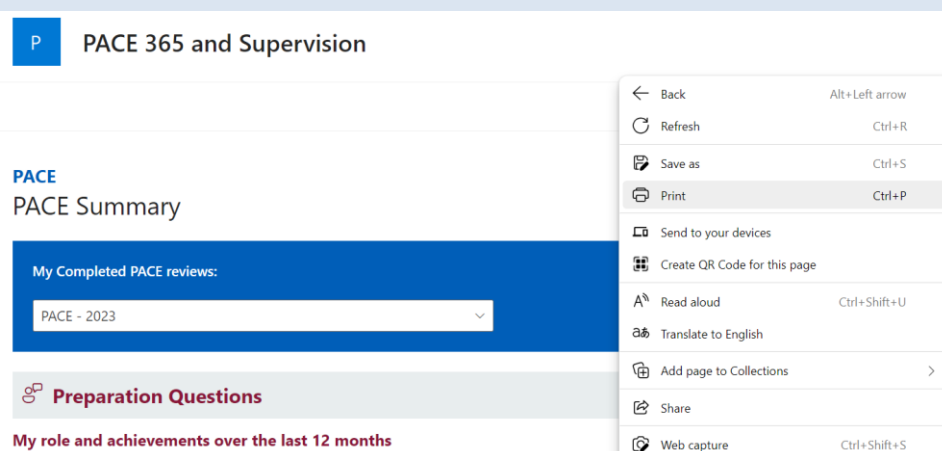 P PACE 365 and Supervision
PACE
PACE Summary
My Completed PACE reviews:
PACE - 2023
Preparation Questions
My role and achievements over the last 12 months
Back Alt+Left arrow
Refresh Ctrl+R
Save as Ctrl+S
Print Ctrl+P
Send to your devices
Create QR Code for this page
Read aloud Ctrl+Shift+U
Translate to English
Add page to Collections
Share
Web capture Ctrl+Shift+S